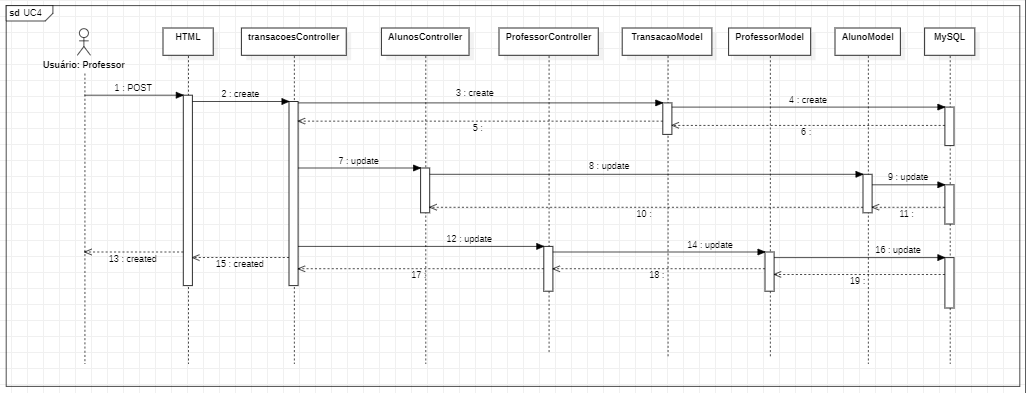 sd UC4
HTML
transacoesController
AlunosController
ProfessorController
TransacaoModel
ProfessorModel
AlunoModel
MySQL
Usuário: Professor
1 : POST
2 : create
3 : create
4 : create
5 :
6 :
7 : update
8 : update
9 : update
10 :
11 :
12 : update
14 : update
16 : update
13 : created
15 : created
17
18 :
19 :